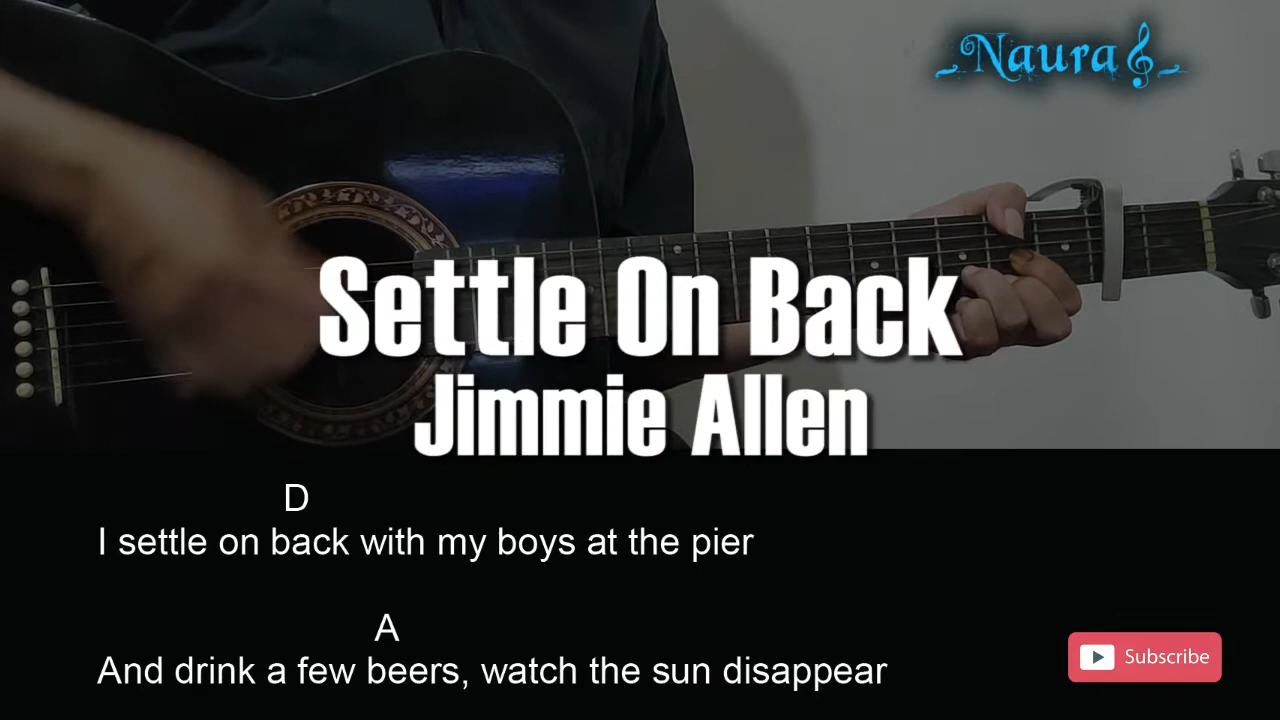 Naura
Settle On Back
Jimmie Allen
D
I settle on back with my boys at the pier
A
And drink a few beers, watch the sun disappear
Subscribe